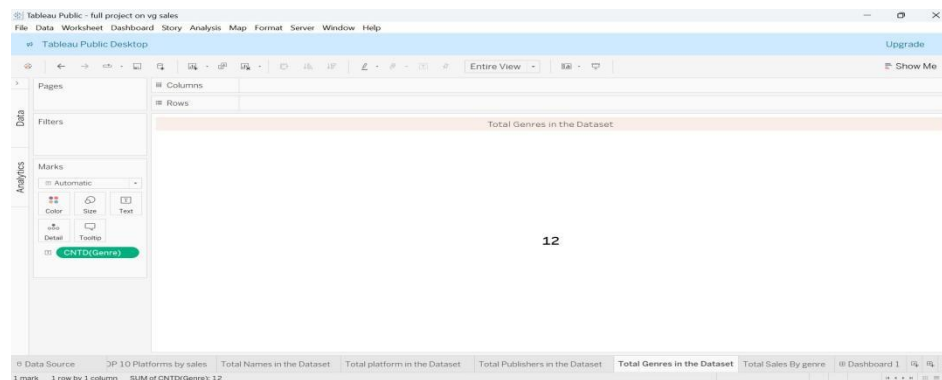 Tableau Public - full project on vg sales
File Data Worksheet Dashboard Story Analysis Map Format Server Window Help
Tableau Public Desktop Upgrade
Entire View Show Me
Pages Columns
Rows
Data
Filters
Total Genres in the Dataset
Analytics
Marks
Automatic
Color Size Text
Detail Tooltip
CNTD(Genre)
12
Data Source OP 10 Platforms by sales Total Names in the Dataset Total platform in the Dataset Total Publishers in the Dataset Total Genres in the Dataset Total Sales By genre Dashboard 1
1 mark 1 row by 1 column SUM of CNTD(Genre): 12